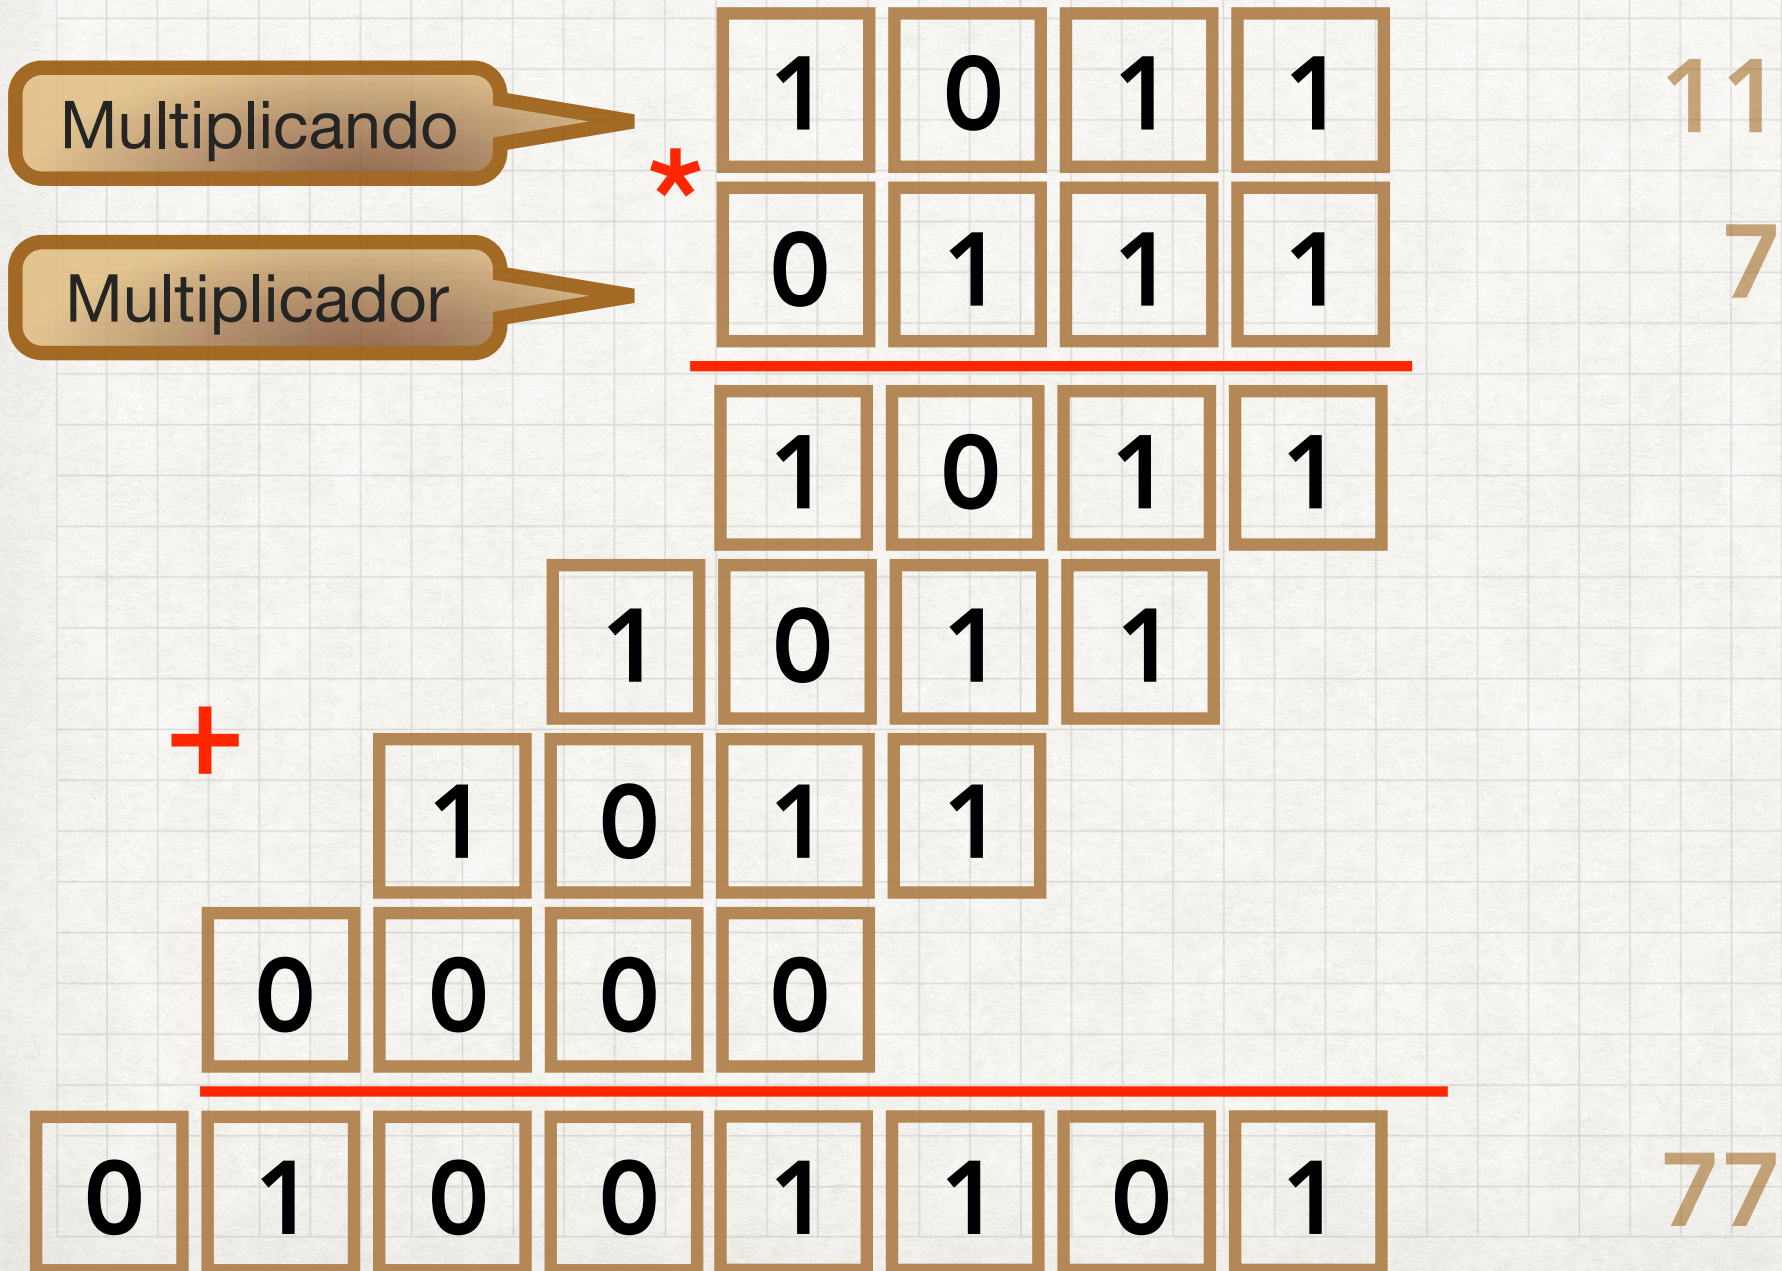 Multiplicando 1 0 1 1 11
*
Multiplicador 0 1 1 1 7
1 0 1 1
1 0 1 1
+
1 0 1 1
0 0 0 0
0 1 0 0 1 1 0 1 77